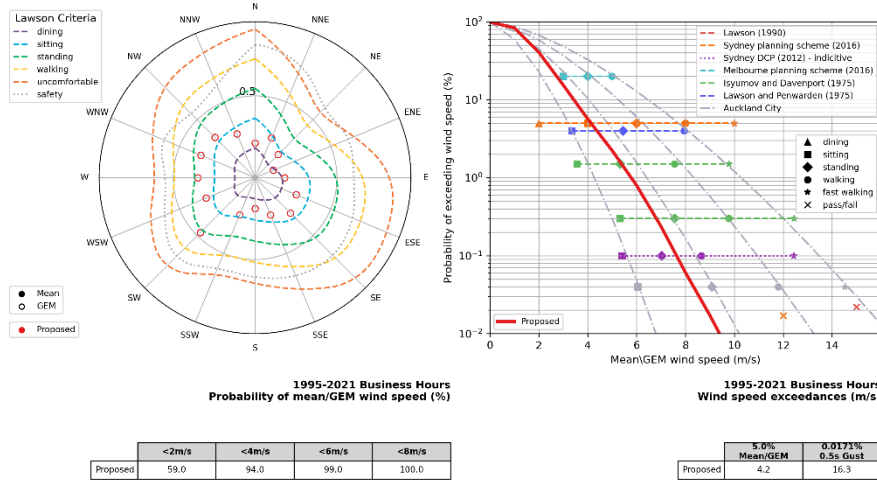 Lawson Criteria
dining
sitting
standing
walking
uncomfortable
safety
N
NNE
NE
ENE
E
ESE
SE
SSE
S
SSW
SW
WSW
W
WNW
NW
NNW
0.5
Mean
GEM
Proposed
1995-2021 Business Hours
Probability of mean/GEM wind speed (%)
<2m/s <4m/s <6m/s <8m/s
Proposed 59.0 94.0 99.0 100.0
Probability of exceeding wind speed (%)
10²
10¹
10⁰
10⁻¹
10⁻²
0 2 4 6 8 10 12 14
Mean\GEM wind speed (m/s)
Lawson (1990)
Sydney planning scheme (2016)
Sydney DCP (2012) - Indicitive
Melbourne planning scheme (2016)
Isyumov and Davenport (1975)
Lawson and Penwarden (1975)
Auckland City
dining
sitting
standing
walking
fast walking
pass/fail
Proposed
1995-2021 Business Hours
Wind speed exceedances (m/s
5.0% 0.0171%
Mean/GEM 0.5s Gust
Proposed 4.2 16.3